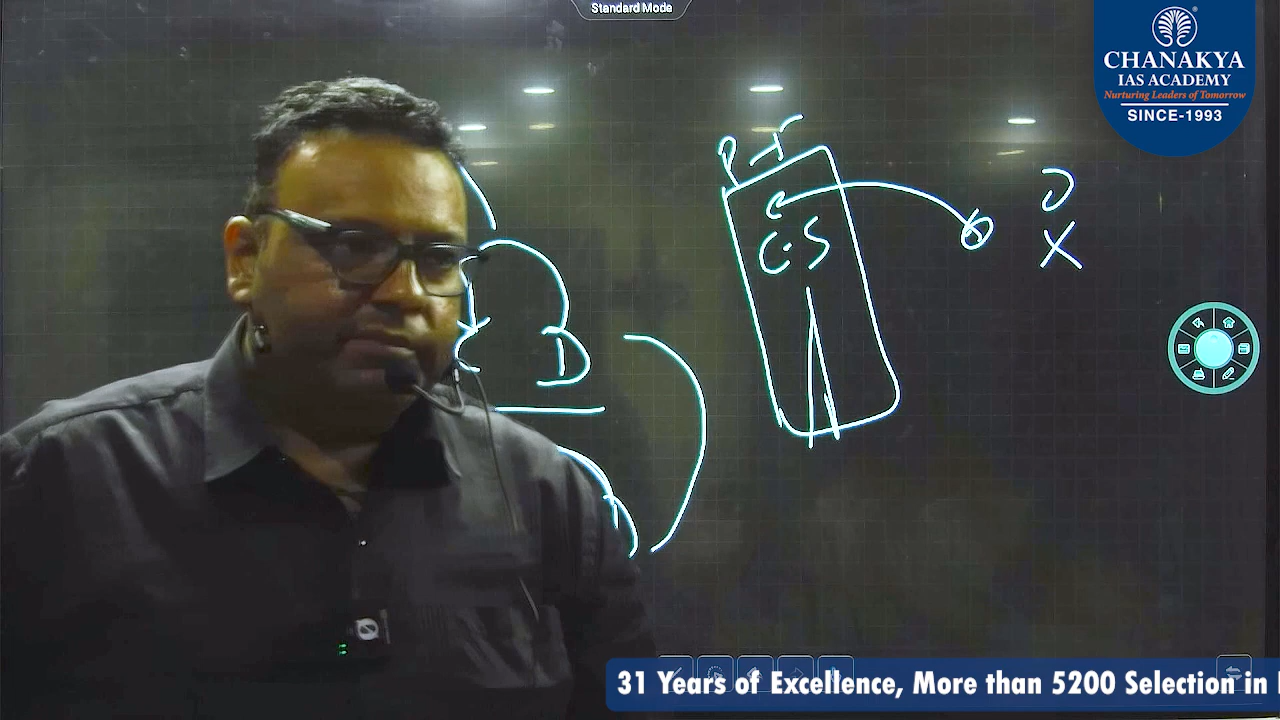 Standard Mode
CHANAKYA
IAS ACADEMY
Nurturing Leaders of Tomorrow
SINCE-1993
P I r
C.S
D
X
31 Years of Excellence, More than 5200 Selection in